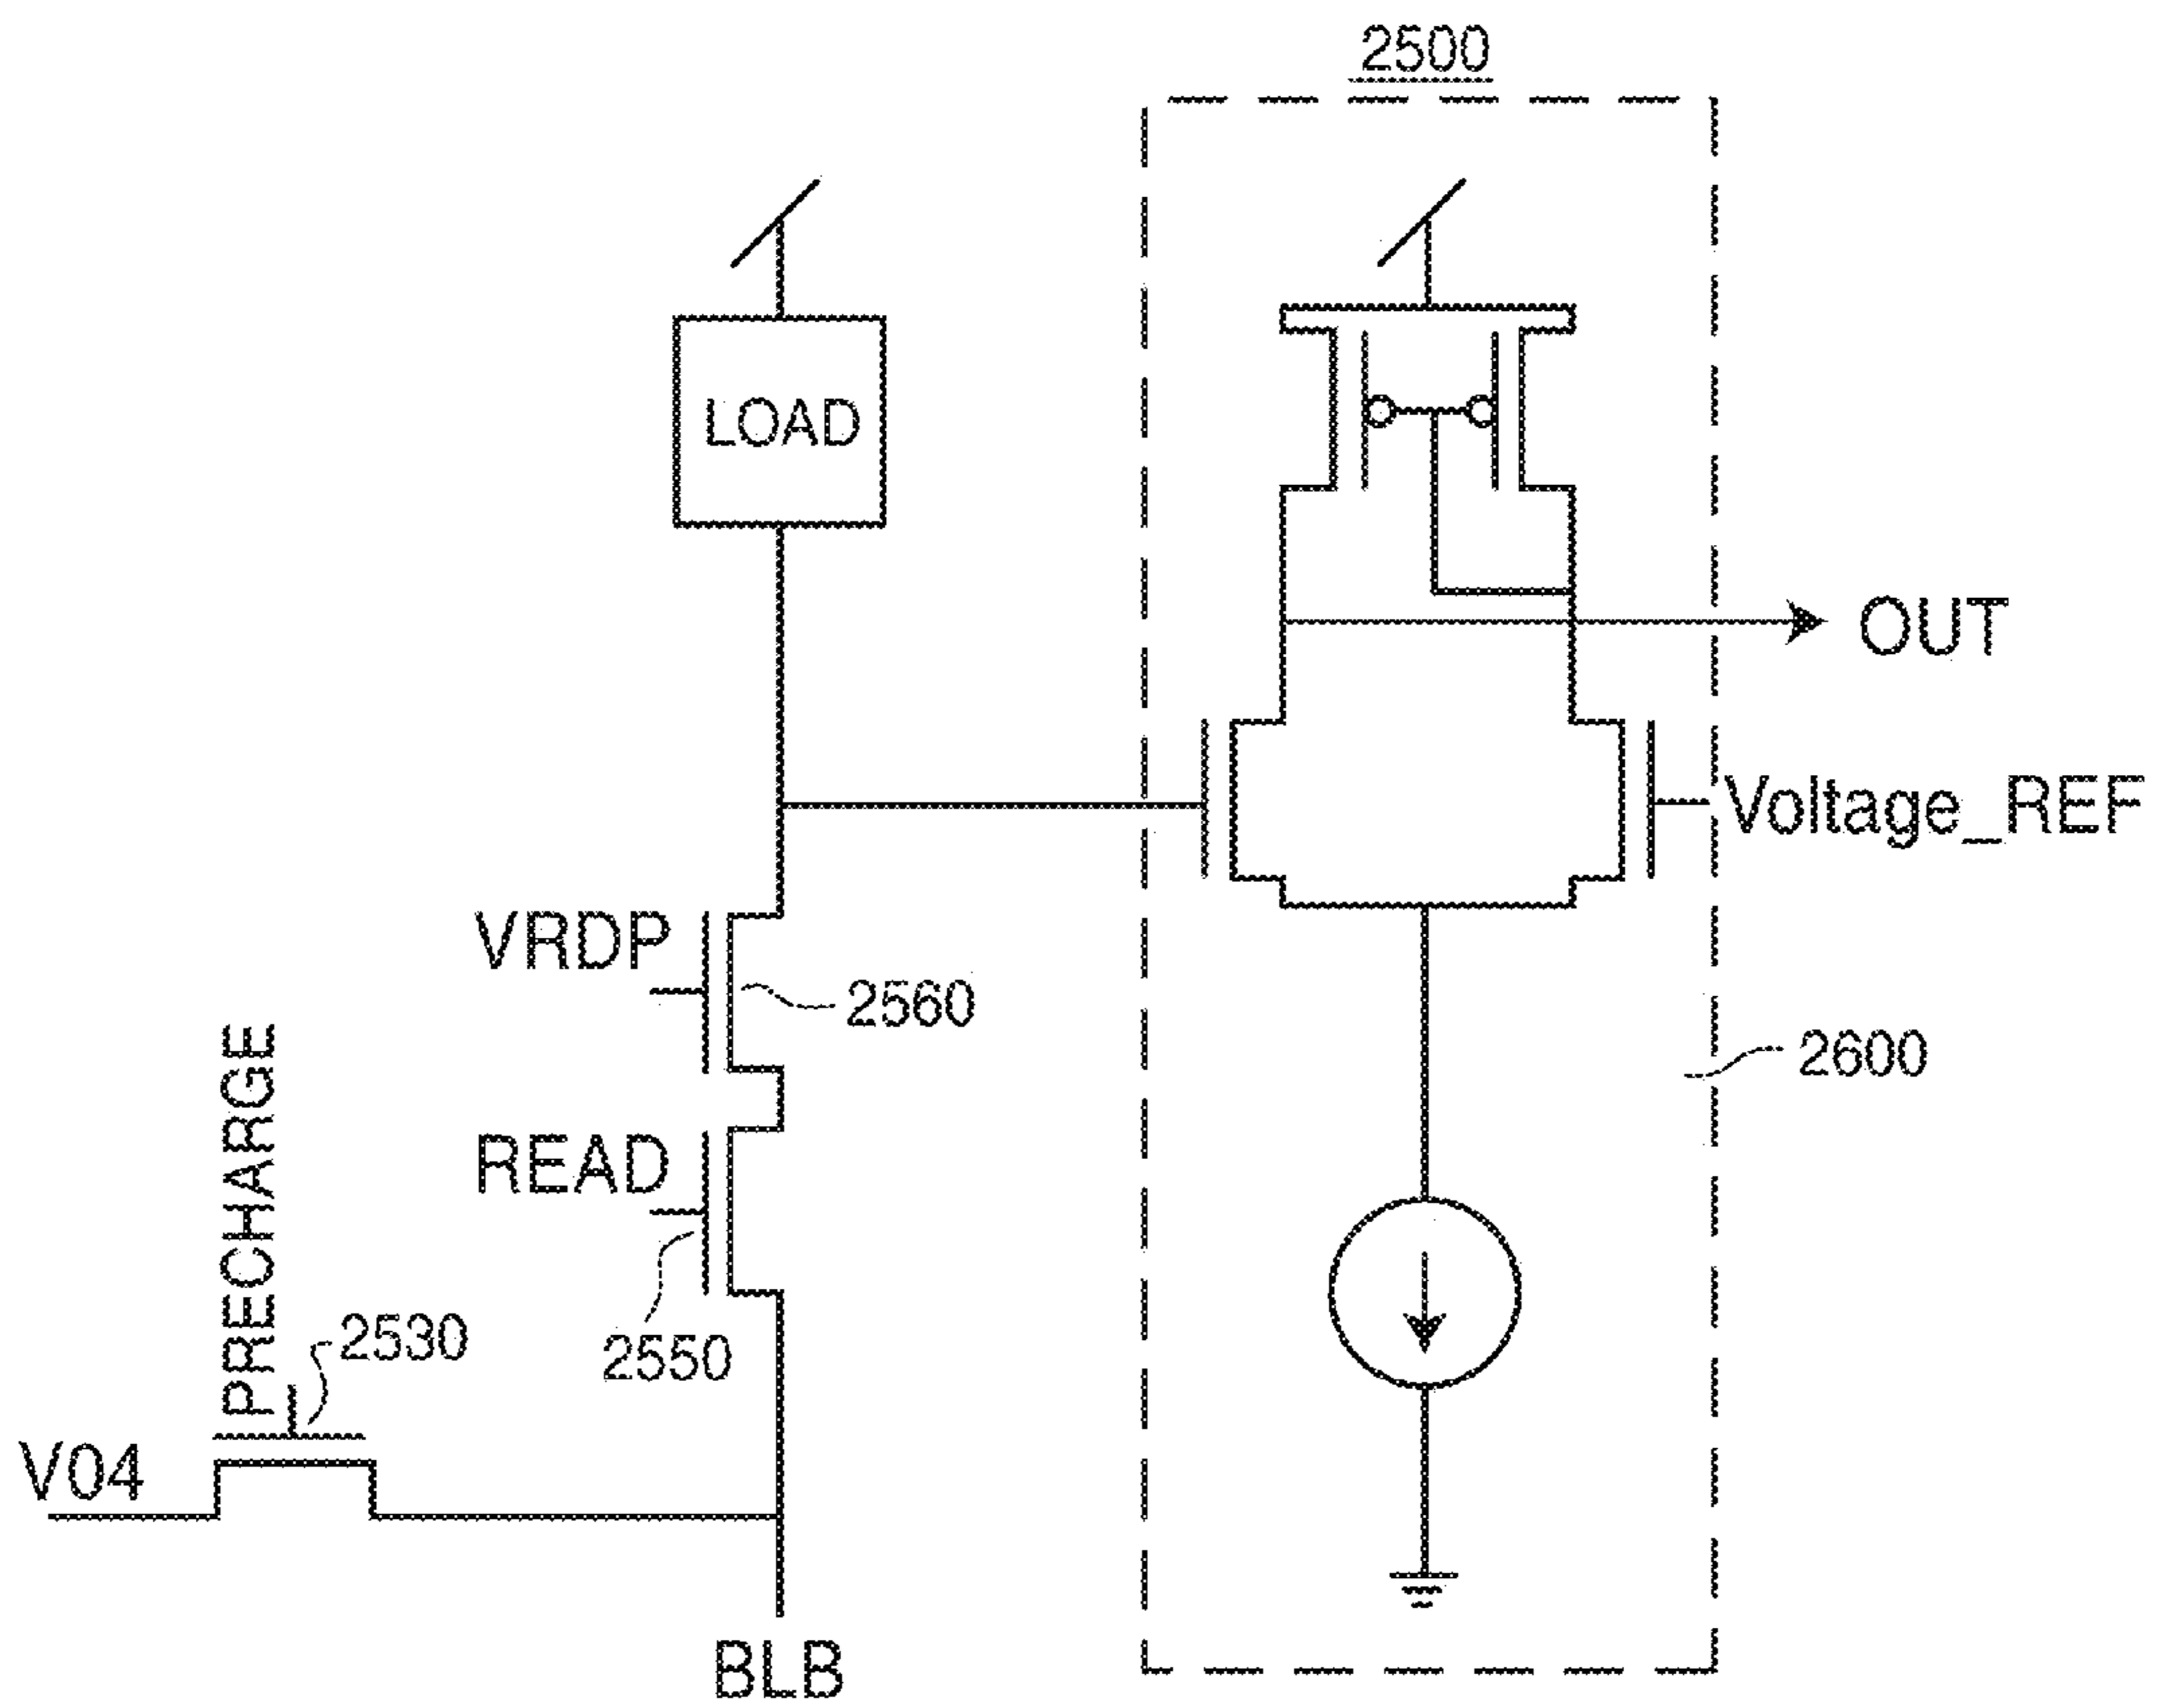 2500
LOAD
OUT
Voltage_REF
VRDP
2560
2600
PRECHARGE
READ
2530
2550
V04
BLB